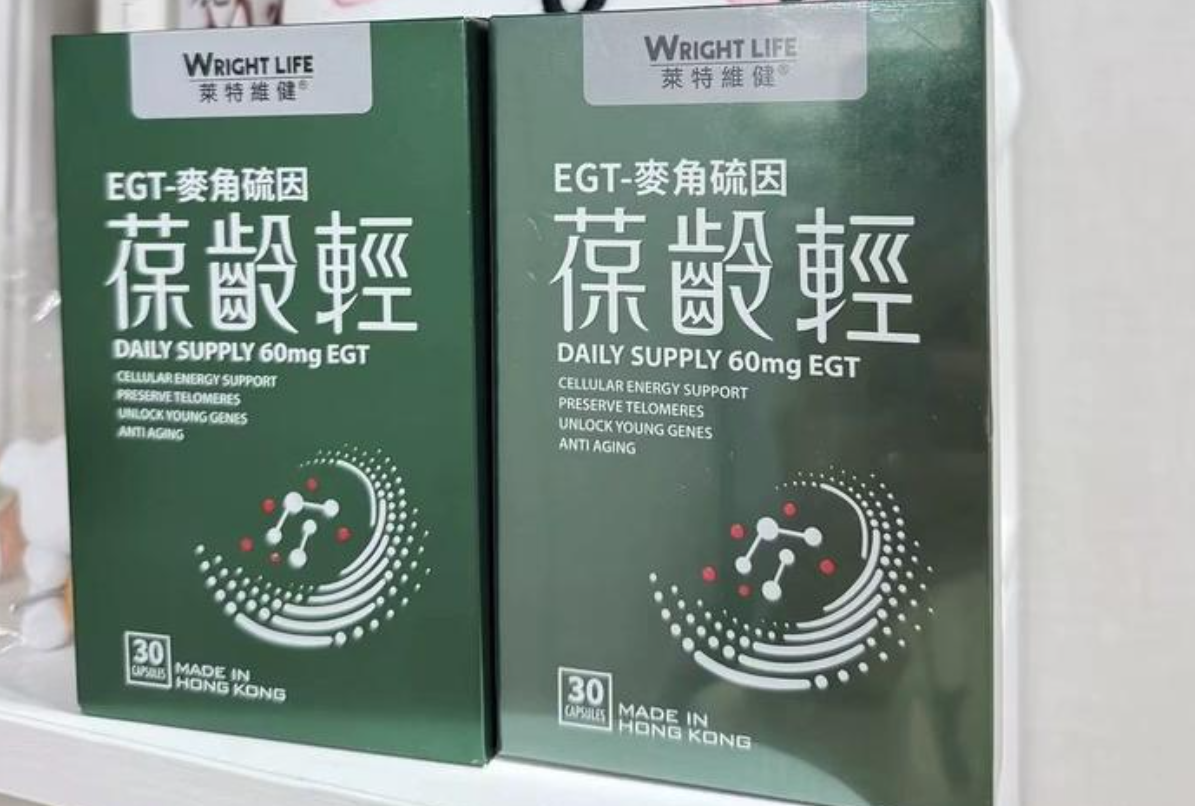 WRIGHT LIFE
萊特維健®
EGT-麥角硫因
葆齡輕
DAILY SUPPLY 60mg EGT
CELLULAR ENERGY SUPPORT
PRESERVE TELOMERES
UNLOCK YOUNG GENES
ANTI AGING
30
CAPSULES
MADE IN
HONG KONG
WRIGHT LIFE
萊特維健®
EGT-麥角硫因
葆齡輕
DAILY SUPPLY 60mg EGT
CELLULAR ENERGY SUPPORT
PRESERVE TELOMERES
UNLOCK YOUNG GENES
ANTI AGING
30
CAPSULES
MADE IN
HONG KONG